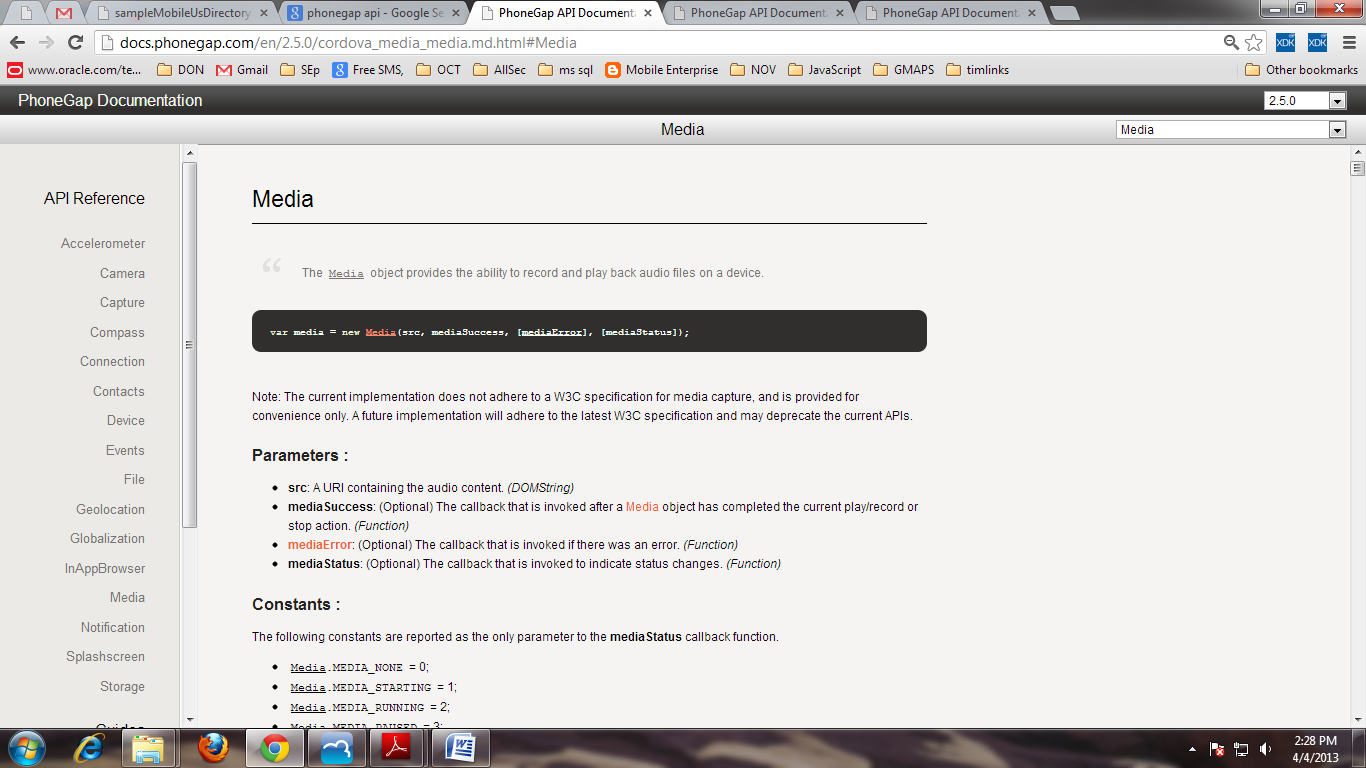 sampleMobileUsDirectory
phonegap api - Google Se
PhoneGap API Document
PhoneGap API Document
PhoneGap API Document
docs.phonegap.com/en/2.5.0/cordova_media_media.md.html#Media
XDK
XDK
www.oracle.com/te...
DON
Gmail
SEp
Free SMS,
OCT
AllSec
ms sql
Mobile Enterprise
NOV
JavaScript
GMAPS
timlinks
Other bookmarks
PhoneGap Documentation
2.5.0
Media
Media
API Reference
Accelerometer
Camera
Capture
Compass
Connection
Contacts
Device
Events
File
Geolocation
Globalization
InAppBrowser
Media
Notification
Splashscreen
Storage
Guides
Media
The Media object provides the ability to record and play back audio files on a device.
var media = new Media(src, mediaSuccess, [mediaError], [mediaStatus]);
Note: The current implementation does not adhere to a W3C specification for media capture, and is provided for
convenience only. A future implementation will adhere to the latest W3C specification and may deprecate the current APIs.
Parameters :
src: A URI containing the audio content. (DOMString)
mediaSuccess: (Optional) The callback that is invoked after a Media object has completed the current play/record or
stop action. (Function)
mediaError: (Optional) The callback that is invoked if there was an error. (Function)
mediaStatus: (Optional) The callback that is invoked to indicate status changes. (Function)
Constants :
The following constants are reported as the only parameter to the mediaStatus callback function.
Media.MEDIA_NONE = 0;
Media.MEDIA_STARTING = 1;
Media.MEDIA_RUNNING = 2;
Media.MEDIA_PAUSED = 3;
2:28 PM
4/4/2013